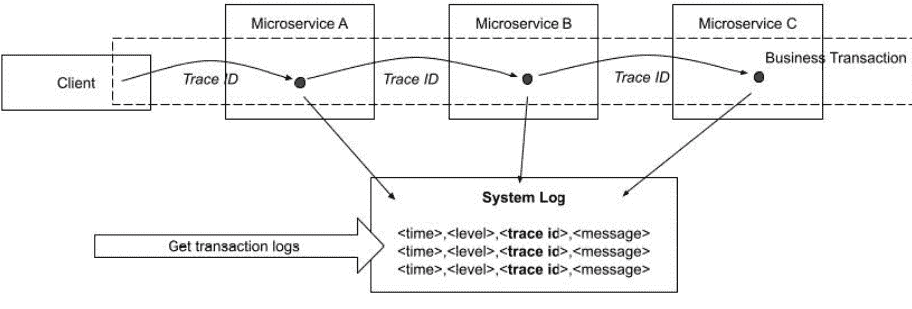 Microservice A
Microservice B
Microservice C
Business Transaction
Client
Trace ID
Trace ID
Trace ID
System Log
<time>,<level>,<trace id>,<message>
<time>,<level>,<trace id>,<message>
<time>,<level>,<trace id>,<message>
Get transaction logs